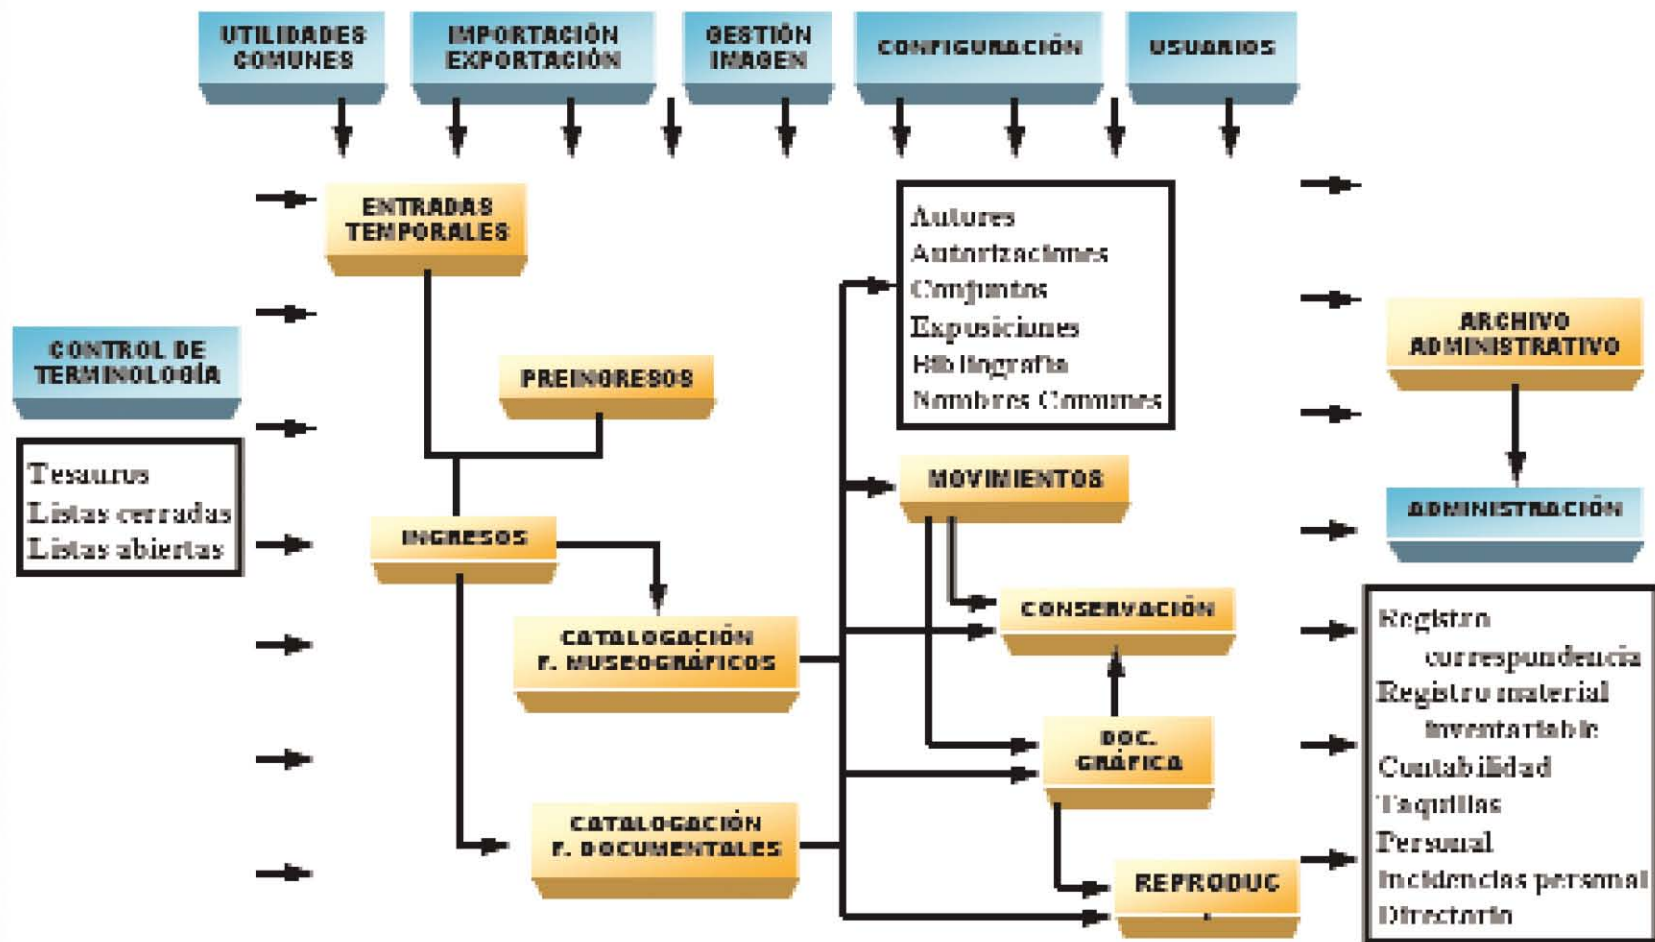 UTILIDADES
COMUNES
IMPORTACIÓN
EXPORTACIÓN
GESTIÓN
IMAGEN
CONFIGURACIÓN
USUARIOS
ENTRADAS
TEMPORALES
PREINGRESOS
CONTROL DE
TERMINOLOGÍA
Tesauros
Listas cerradas
Listas abiertas
INGRESOS
CATALOGACIÓN
F. MUSEOGRÁFICOS
CATALOGACIÓN
F. DOCUMENTALES
Autores
Autorizaciones
Conjuntos
Exposiciones
Bibliografía
Nombres Comunes
MOVIMIENTOS
CONSERVACIÓN
DOC.
GRÁFICA
REPRODUC
.
ARCHIVO
ADMINISTRATIVO
ADMINISTRACIÓN
Registro
correspondencia
Registro material
inventariable
Contabilidad
Taquillas
Personal
Incidencias personal
Directorio